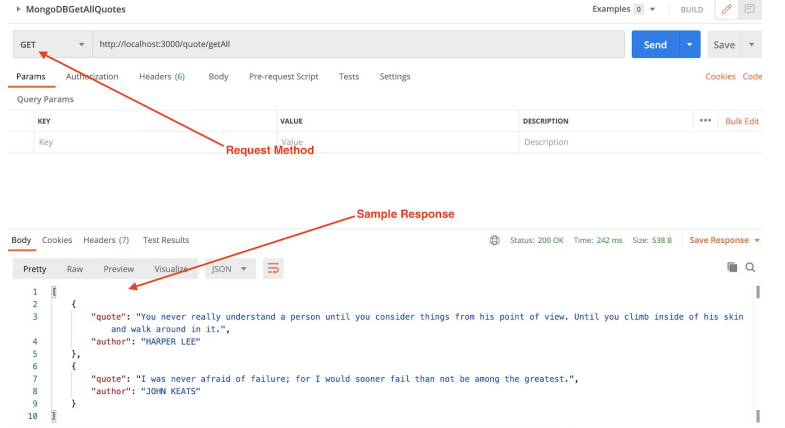 MongoDBGetAllQuotes Examples 0 BUILD
GET http://localhost:3000/quote/getAll Send Save
Params Authorization Headers (6) Body Pre-request Script Tests Settings Cookies Code
Query Params
KEY VALUE DESCRIPTION ••• Bulk Edit
Key Value Description
Request Method
Sample Response
Body Cookies Headers (7) Test Results Status: 200 OK Time: 242 ms Size: 538 B Save Response
Pretty Raw Preview Visualize JSON
1 [
2 {
3 "quote": "You never really understand a person until you consider things from his point of view. Until you climb inside of his skin
and walk around in it.",
4 "author": "HARPER LEE"
5 },
6 {
7 "quote": "I was never afraid of failure; for I would sooner fail than not be among the greatest.",
8 "author": "JOHN KEATS"
9 }
10 ]